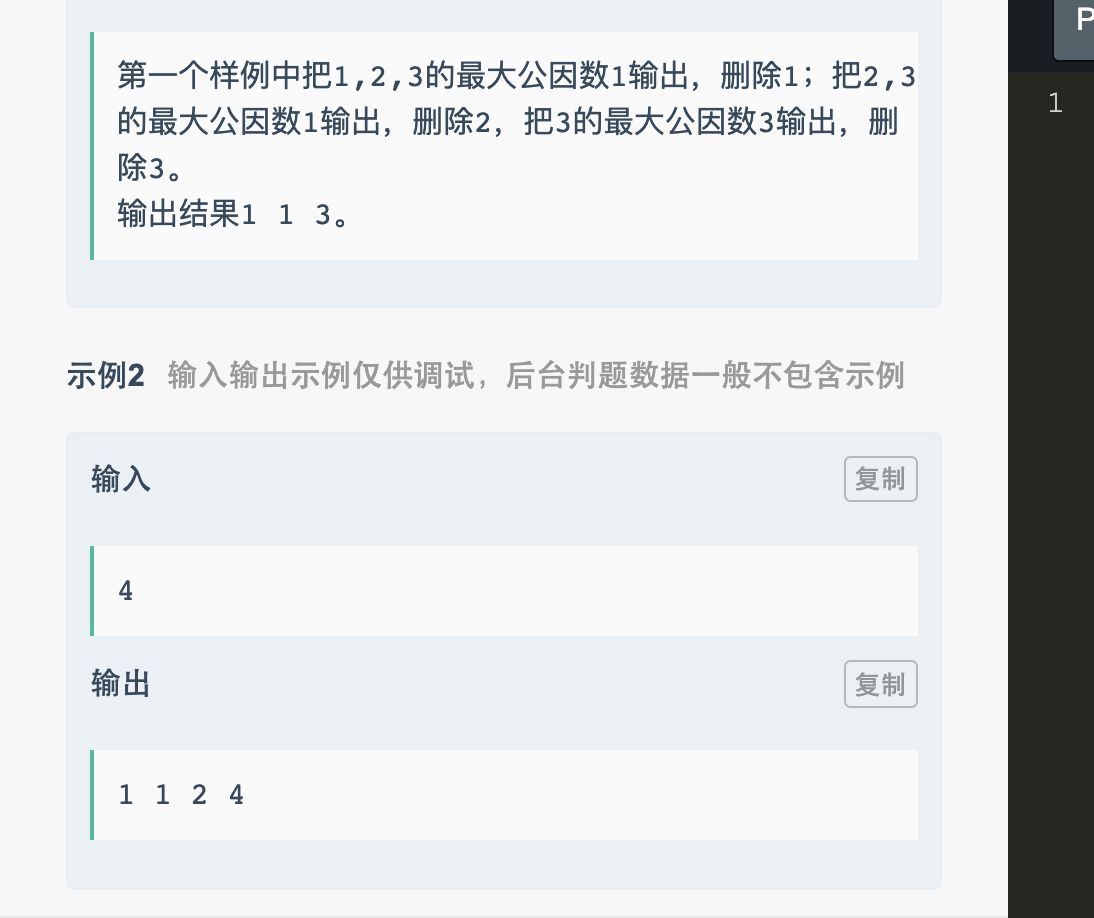 第一个样例中把1,2,3的最大公因数1输出，删除1；把2,3
的最大公因数1输出，删除2，把3的最大公因数3输出，删
除3。
输出结果1 1 3。
示例2 输入输出示例仅供调试，后台判题数据一般不包含示例
输入
复制
4
输出
复制
1 1 2 4
P
1